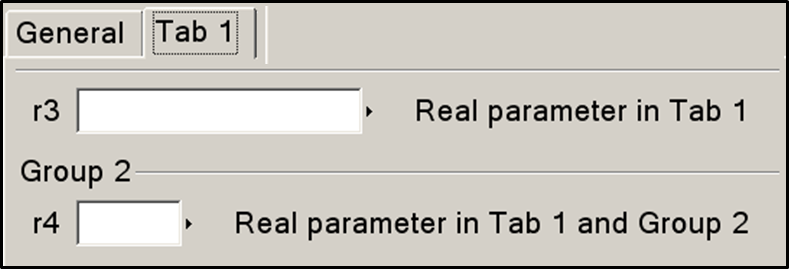 General Tab 1
r3 Real parameter in Tab 1
Group 2
r4 Real parameter in Tab 1 and Group 2